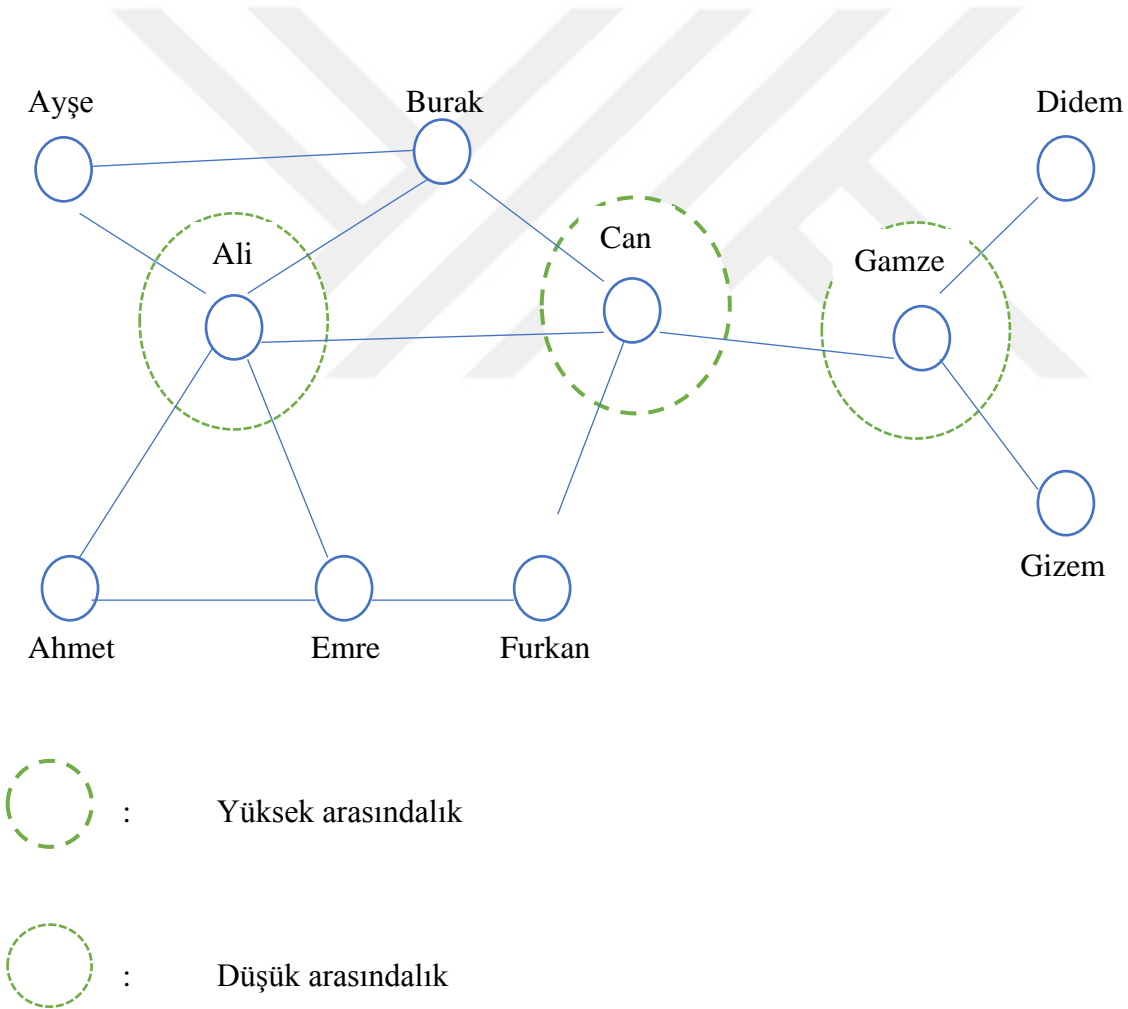 Ayşe
Burak
Didem
Ali
Can
Gamze
Gizem
Ahmet
Emre
Furkan
: Yüksek arasındalık
: Düşük arasındalık